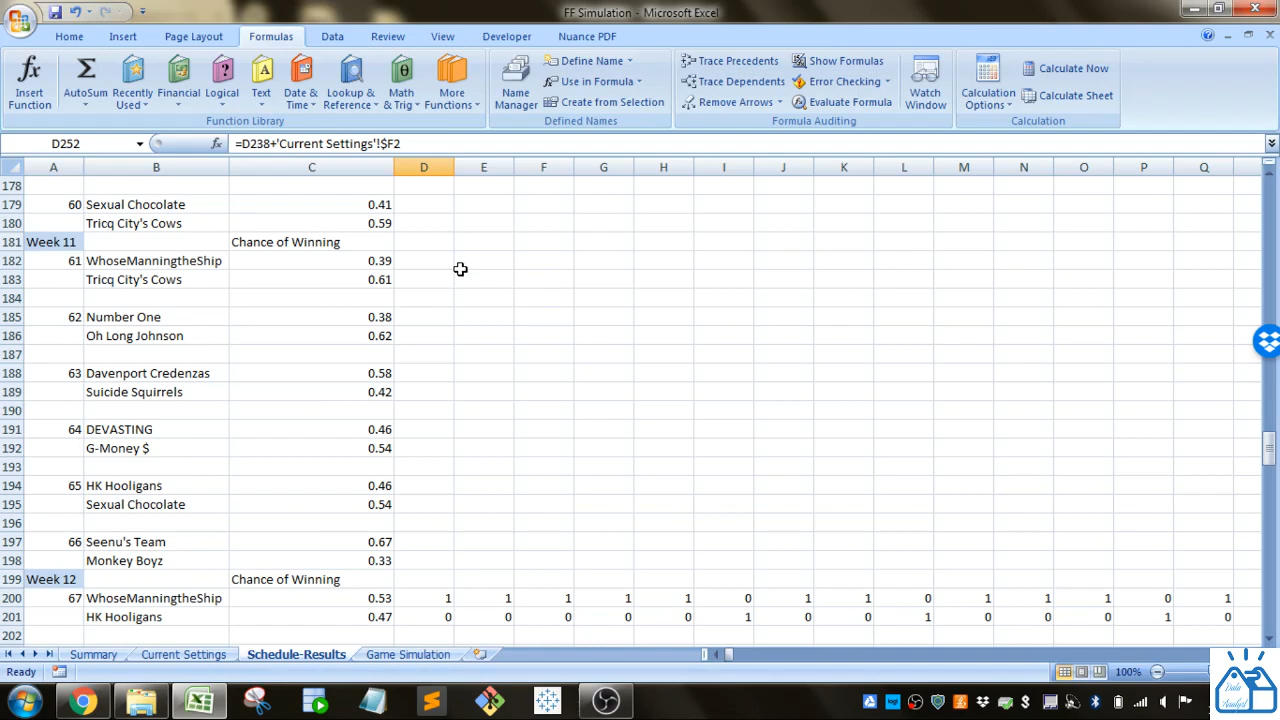 FF Simulation - Microsoft Excel
Home Insert Page Layout Formulas Data Review View Developer Nuance PDF
Insert Function
AutoSum
Recently Used
Financial
Logical
Text
Date & Time
Lookup & Reference
Math & Trig
More Functions
Function Library
Name Manager
Define Name
Use in Formula
Create from Selection
Defined Names
Trace Precedents
Trace Dependents
Remove Arrows
Show Formulas
Error Checking
Evaluate Formula
Formula Auditing
Watch Window
Calculation Options
Calculate Now
Calculate Sheet
Calculation
D252 fx =D238+'Current Settings'!$F2
A B C D E F G H I J K L M N O P Q
178
179 60 Sexual Chocolate 0.41
180 Tricq City's Cows 0.59
181 Week 11 Chance of Winning
182 61 WhoseManningtheShip 0.39
183 Tricq City's Cows 0.61
184
185 62 Number One 0.38
186 Oh Long Johnson 0.62
187
188 63 Davenport Credenzas 0.58
189 Suicide Squirrels 0.42
190
191 64 DEVASTING 0.46
192 G-Money $ 0.54
193
194 65 HK Hooligans 0.46
195 Sexual Chocolate 0.54
196
197 66 Seenu's Team 0.67
198 Monkey Boyz 0.33
199 Week 12 Chance of Winning
200 67 WhoseManningtheShip 0.53 1 1 1 1 1 0 1 1 0 1 1 1 0 1
201 HK Hooligans 0.47 0 0 0 0 0 1 0 0 1 0 0 0 1 0
202
Summary Current Settings Schedule-Results Game Simulation
Ready 100%
Data Analyst